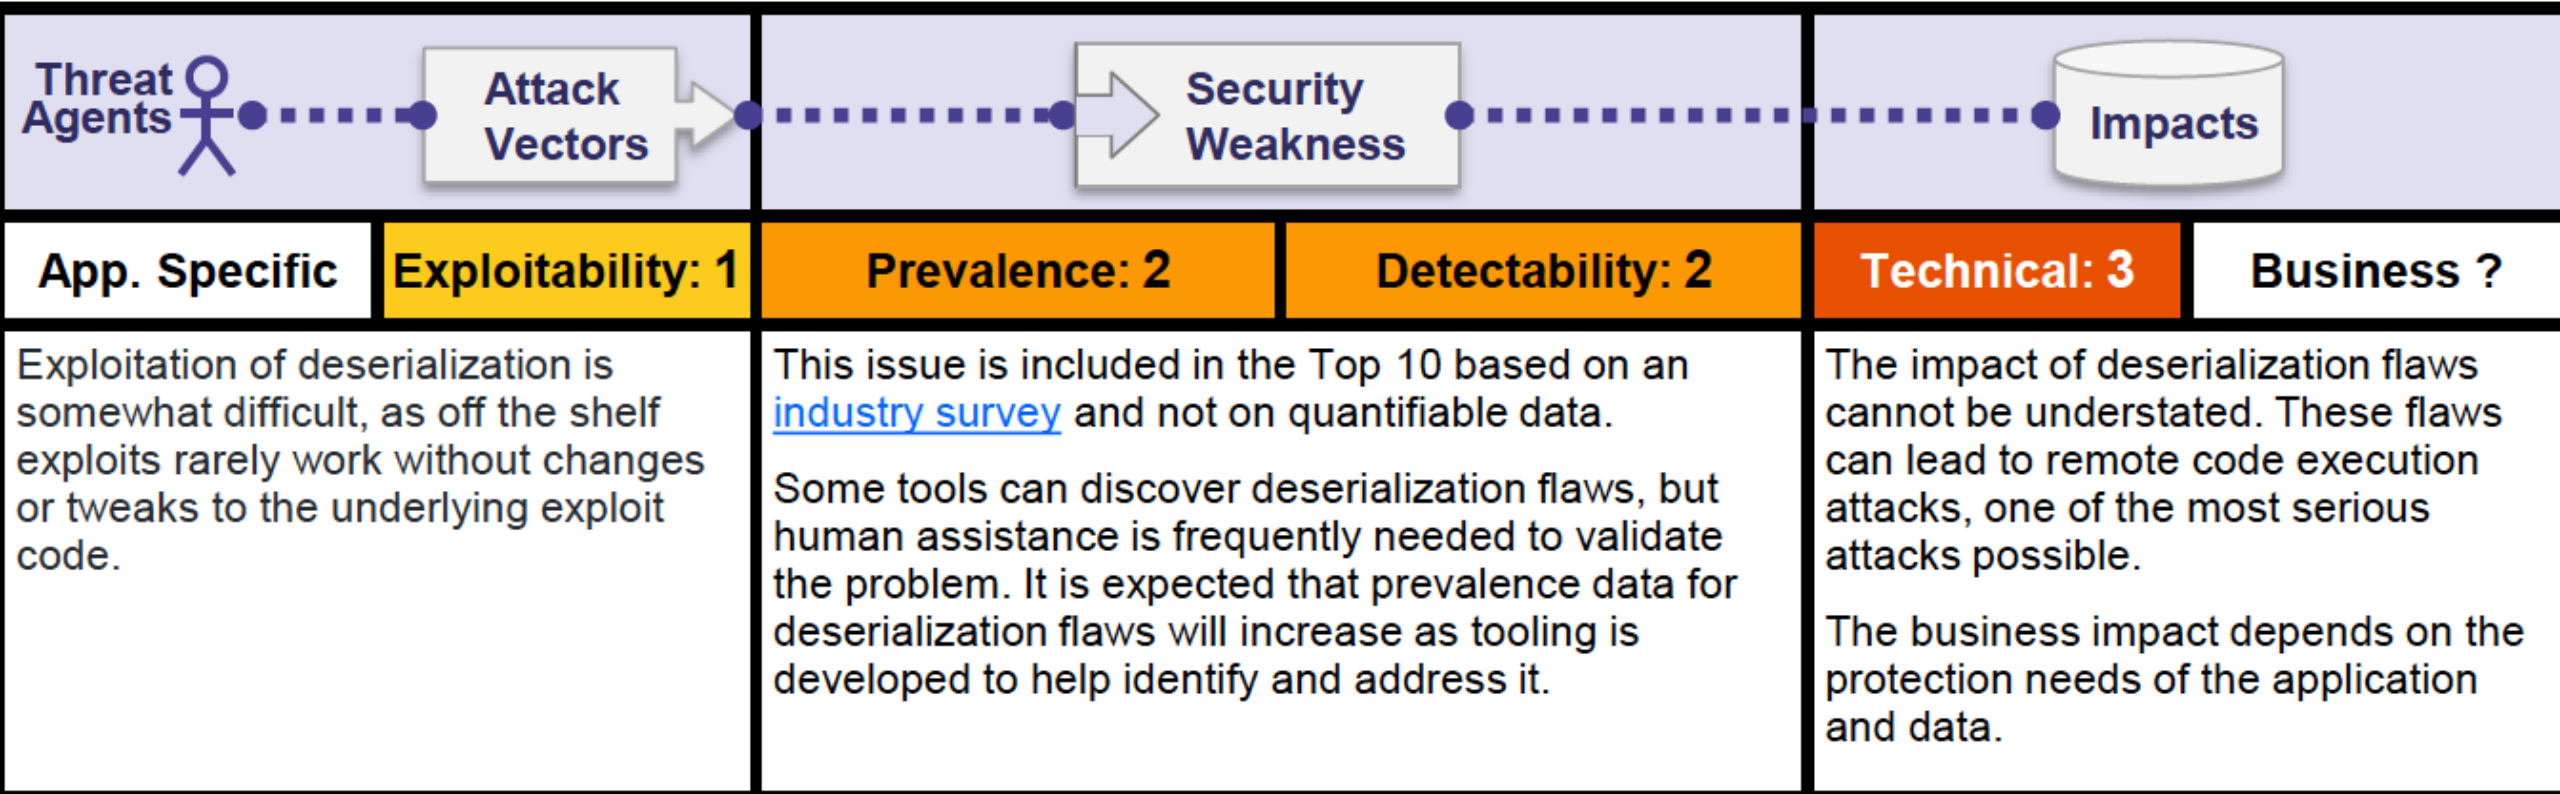 Threat
Agents
Attack
Vectors
Security
Weakness
Impacts
App. Specific
Exploitability: 1
Prevalence: 2
Detectability: 2
Technical: 3
Business ?
Exploitation of deserialization is
somewhat difficult, as off the shelf
exploits rarely work without changes
or tweaks to the underlying exploit
code.
This issue is included in the Top 10 based on an
industry survey and not on quantifiable data.
Some tools can discover deserialization flaws, but
human assistance is frequently needed to validate
the problem. It is expected that prevalence data for
deserialization flaws will increase as tooling is
developed to help identify and address it.
The impact of deserialization flaws
cannot be understated. These flaws
can lead to remote code execution
attacks, one of the most serious
attacks possible.
The business impact depends on the
protection needs of the application
and data.